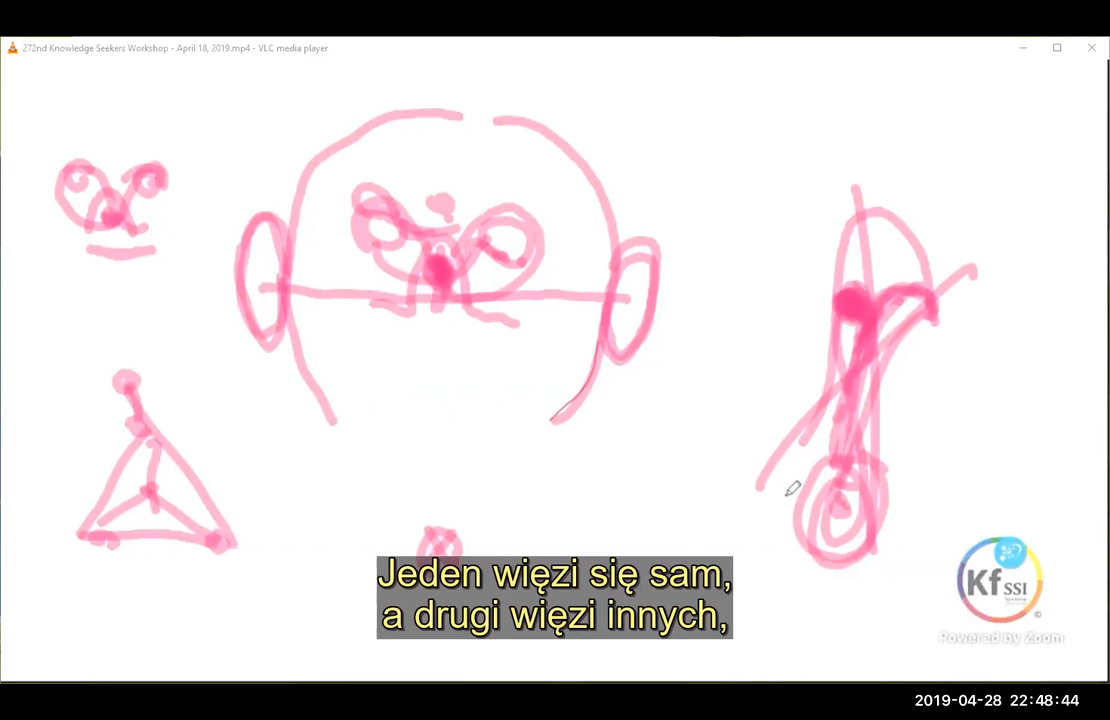 272nd Knowledge Seekers Workshop - April 18, 2019.mp4 - VLC media player
Jeden więzi się sam,
a drugi więzi innych,
Kf SSI
©
Powered by Zoom
2019-04-28 22:48:44